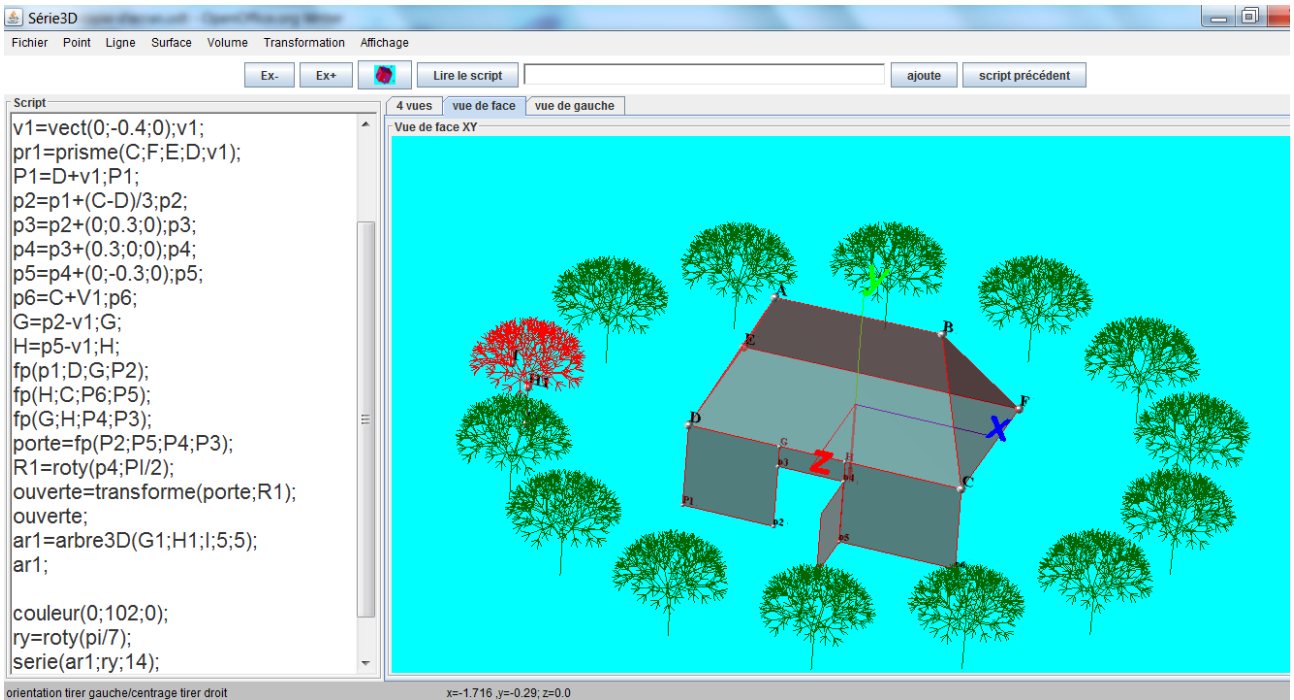 Série3D
Fichier Point Ligne Surface Volume Transformation Affichage
Ex- Ex+ Lire le script ajoute script précédent
Script
v1=vect(0;-0.4;0);v1;
pr1=prisme(C;F;E;D;v1);
P1=D+v1;P1;
p2=p1+(C-D)/3;p2;
p3=p2+(0;0.3;0);p3;
p4=p3+(0.3;0;0);p4;
p5=p4+(0;-0.3;0);p5;
p6=C+V1;p6;
G=p2-v1;G;
H=p5-v1;H;
fp(p1;D;G;P2);
fp(H;C;P6;P5);
fp(G;H;P4;P3);
porte=fp(P2;P5;P4;P3);
R1=roty(p4;PI/2);
ouverte=transforme(porte;R1);
ouverte;
ar1=arbre3D(G1;H1;I;5;5);
ar1;
couleur(0;102;0);
ry=roty(pi/7);
serie(ar1;ry;14);
4 vues vue de face vue de gauche
Vue de face XY
y
A
B
E
I
H1
F
D
X
G
H
Z
p3
p4
C
P1
p2
p5
orientation tirer gauche/centrage tirer droit x=-1.716 ,y=-0.29; z=0.0